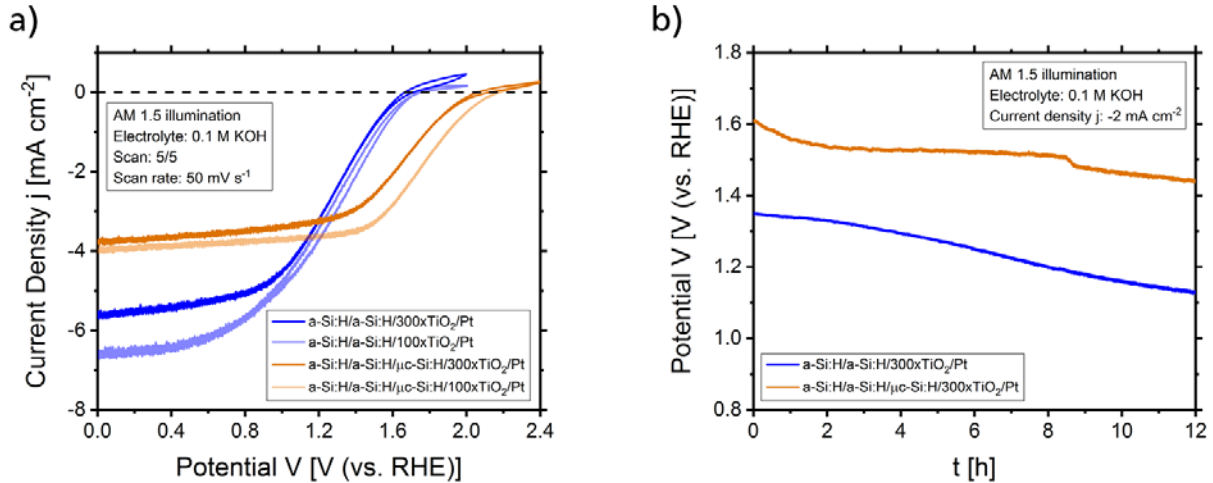 a)
Current Density j [mA cm⁻²]
0
-2
-4
-6
-8
AM 1.5 illumination
Electrolyte: 0.1 M KOH
Scan: 5/5
Scan rate: 50 mV s⁻¹
a-Si:H/a-Si:H/300xTiO₂/Pt
a-Si:H/a-Si:H/100xTiO₂/Pt
a-Si:H/a-Si:H/μc-Si:H/300xTiO₂/Pt
a-Si:H/a-Si:H/μc-Si:H/100xTiO₂/Pt
0.0 0.4 0.8 1.2 1.6 2.0 2.4
Potential V [V (vs. RHE)]
b)
Potential V [V (vs. RHE)]
1.8
1.6
1.4
1.2
1.0
0.8
AM 1.5 illumination
Electrolyte: 0.1 M KOH
Current density j: -2 mA cm⁻²
a-Si:H/a-Si:H/300xTiO₂/Pt
a-Si:H/a-Si:H/μc-Si:H/300xTiO₂/Pt
0 2 4 6 8 10 12
t [h]